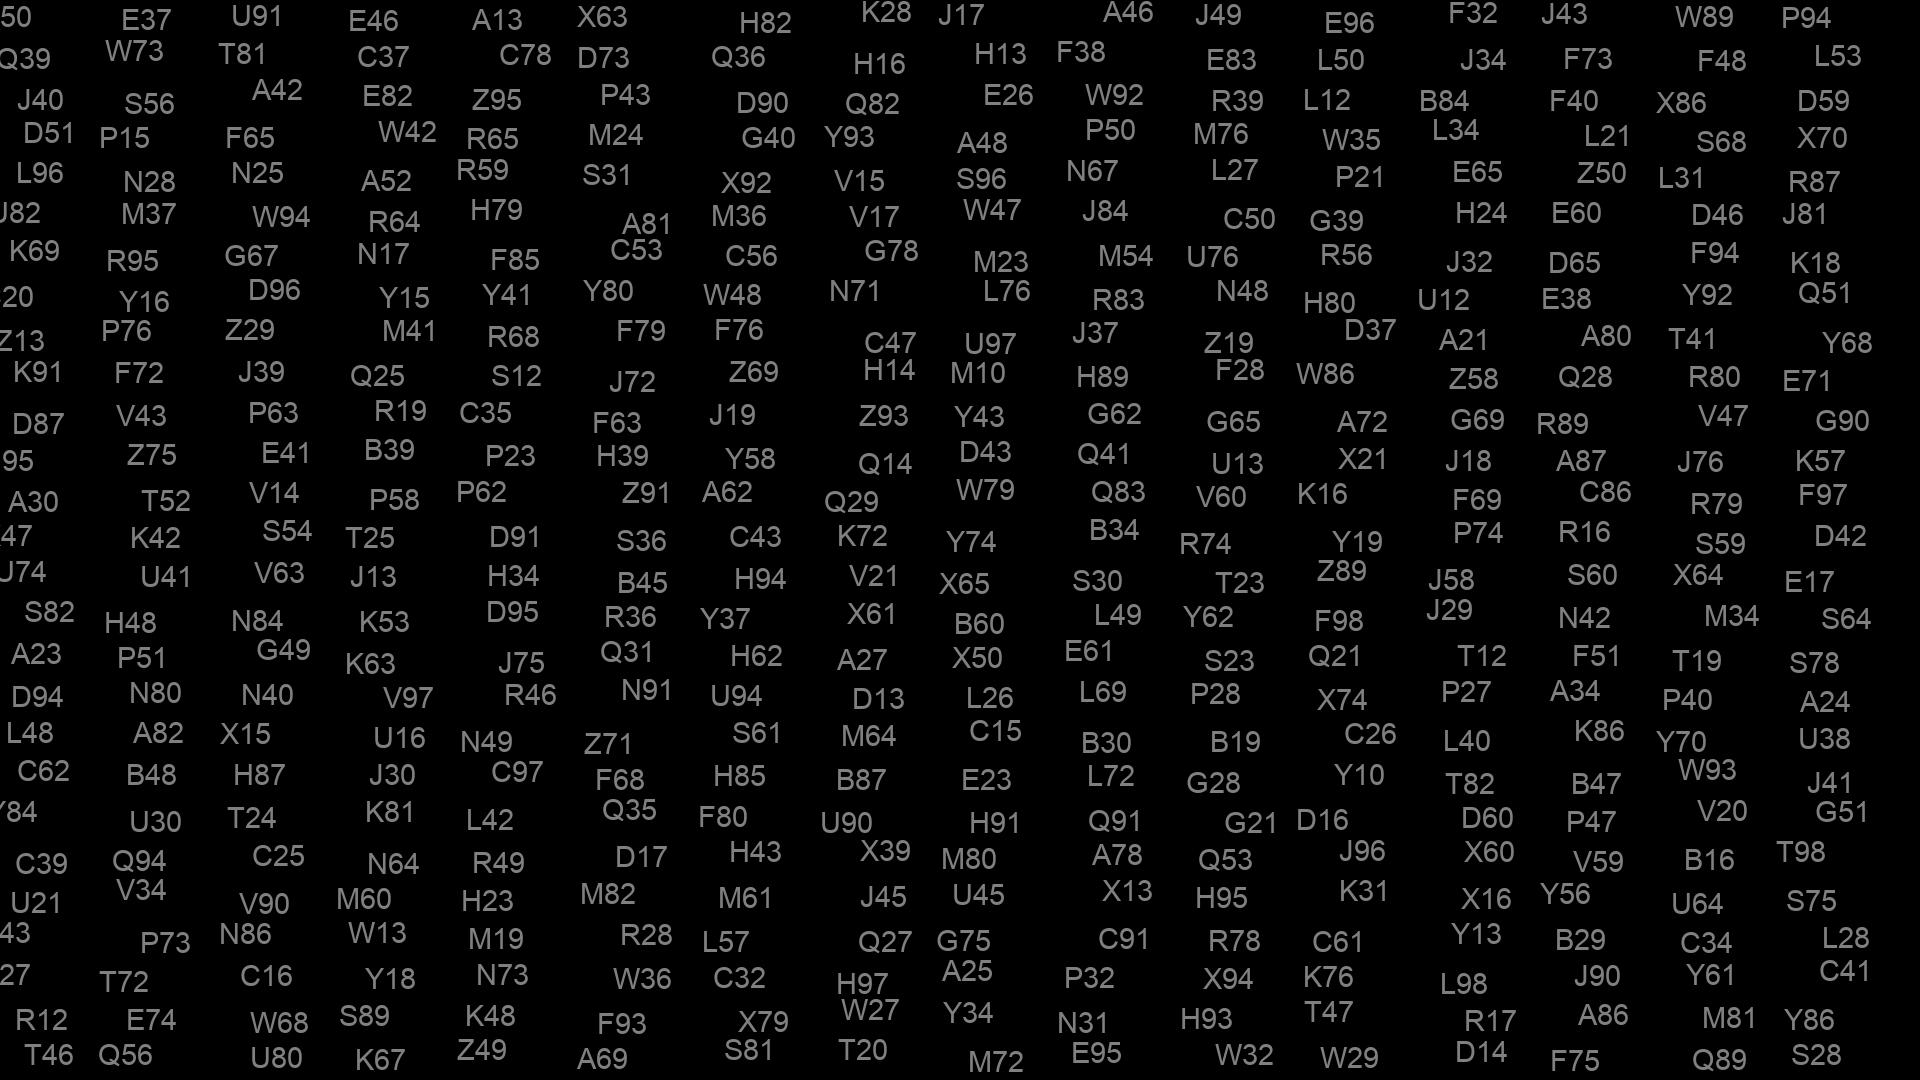 50 E37 U91 E46 A13 X63 H82 K28 J17 A46 J49 E96 F32 J43 W89 P94
Q39 W73 T81 C37 C78 D73 Q36 H16 H13 F38 E83 L50 J34 F73 F48 L53
J40 S56 A42 E82 Z95 P43 D90 Q82 E26 W92 R39 L12 B84 F40 X86 D59
D51 P15 F65 W42 R65 M24 G40 Y93 A48 P50 M76 W35 L34 L21 S68 X70
L96 N28 N25 A52 R59 S31 X92 V15 S96 N67 L27 P21 E65 Z50 L31 R87
U82 M37 W94 R64 H79 A81 M36 V17 W47 J84 C50 G39 H24 E60 D46 J81
K69 R95 G67 N17 F85 C53 C56 G78 M23 M54 U76 R56 J32 D65 F94 K18
20 Y16 D96 Y15 Y41 Y80 W48 N71 L76 R83 N48 H80 U12 E38 Y92 Q51
Z13 P76 Z29 M41 R68 F79 F76 C47 U97 J37 Z19 D37 A21 A80 T41 Y68
K91 F72 J39 Q25 S12 J72 Z69 H14 M10 H89 F28 W86 Z58 Q28 R80 E71
D87 V43 P63 R19 C35 F63 J19 Z93 Y43 G62 G65 A72 G69 R89 V47 G90
95 Z75 E41 B39 P23 H39 Y58 Q14 D43 Q41 U13 X21 J18 A87 J76 K57
A30 T52 V14 P58 P62 Z91 A62 Q29 W79 Q83 V60 K16 F69 C86 R79 F97
47 K42 S54 T25 D91 S36 C43 K72 Y74 B34 R74 Y19 P74 R16 S59 D42
U74 U41 V63 J13 H34 B45 H94 V21 X65 S30 T23 Z89 J58 S60 X64 E17
S82 H48 N84 K53 D95 R36 Y37 X61 B60 L49 Y62 F98 J29 N42 M34 S64
A23 P51 G49 K63 J75 Q31 H62 A27 X50 E61 S23 Q21 T12 F51 T19 S78
D94 N80 N40 V97 R46 N91 U94 D13 L26 L69 P28 X74 P27 A34 P40 A24
L48 A82 X15 U16 N49 Z71 S61 M64 C15 B30 B19 C26 L40 K86 Y70 U38
C62 B48 H87 J30 C97 F68 H85 B87 E23 L72 G28 Y10 T82 B47 W93 J41
Y84 U30 T24 K81 L42 Q35 F80 U90 H91 Q91 G21 D16 D60 P47 V20 G51
C39 Q94 C25 N64 R49 D17 H43 X39 M80 A78 Q53 J96 X60 V59 B16 T98
U21 V34 V90 M60 H23 M82 M61 J45 U45 X13 H95 K31 X16 Y56 U64 S75
43 P73 N86 W13 M19 R28 L57 Q27 G75 C91 R78 C61 Y13 B29 C34 L28
27 T72 C16 Y18 N73 W36 C32 H97 A25 P32 X94 K76 L98 J90 Y61 C41
R12 E74 W68 S89 K48 F93 X79 W27 Y34 N31 H93 T47 R17 A86 M81 Y86
T46 Q56 U80 K67 Z49 A69 S81 T20 M72 E95 W32 W29 D14 F75 Q89 S28